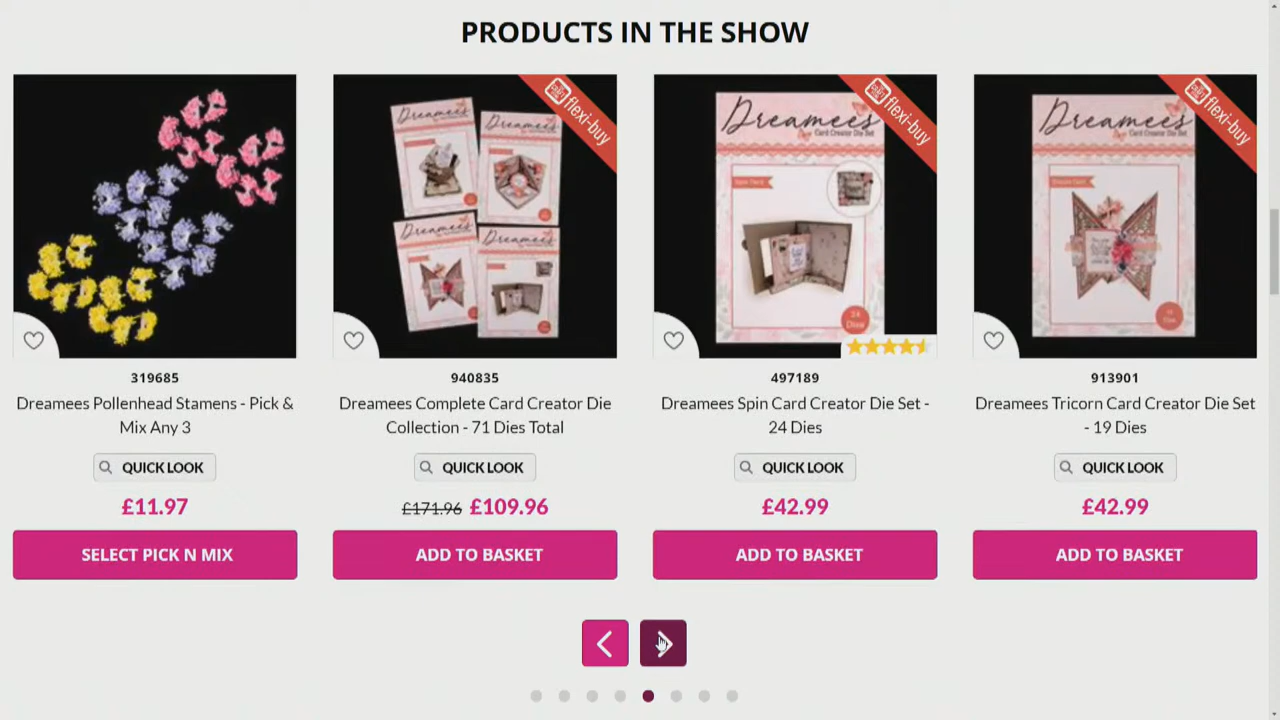 PRODUCTS IN THE SHOW
flexi-buy
flexi-buy
flexi-buy
Dreamees
Dreamees
Dreamees
Dreamees
Dreamees
Card Creator Die Set
24
Dies
Dreamees
Card Creator Die Set
319685
940835
497189
913901
Dreamees Pollenhead Stamens - Pick &
Mix Any 3
Dreamees Complete Card Creator Die
Collection - 71 Dies Total
Dreamees Spin Card Creator Die Set -
24 Dies
Dreamees Tricorn Card Creator Die Set
- 19 Dies
QUICK LOOK
QUICK LOOK
QUICK LOOK
QUICK LOOK
£11.97
£171.96 £109.96
£42.99
£42.99
SELECT PICK N MIX
ADD TO BASKET
ADD TO BASKET
ADD TO BASKET